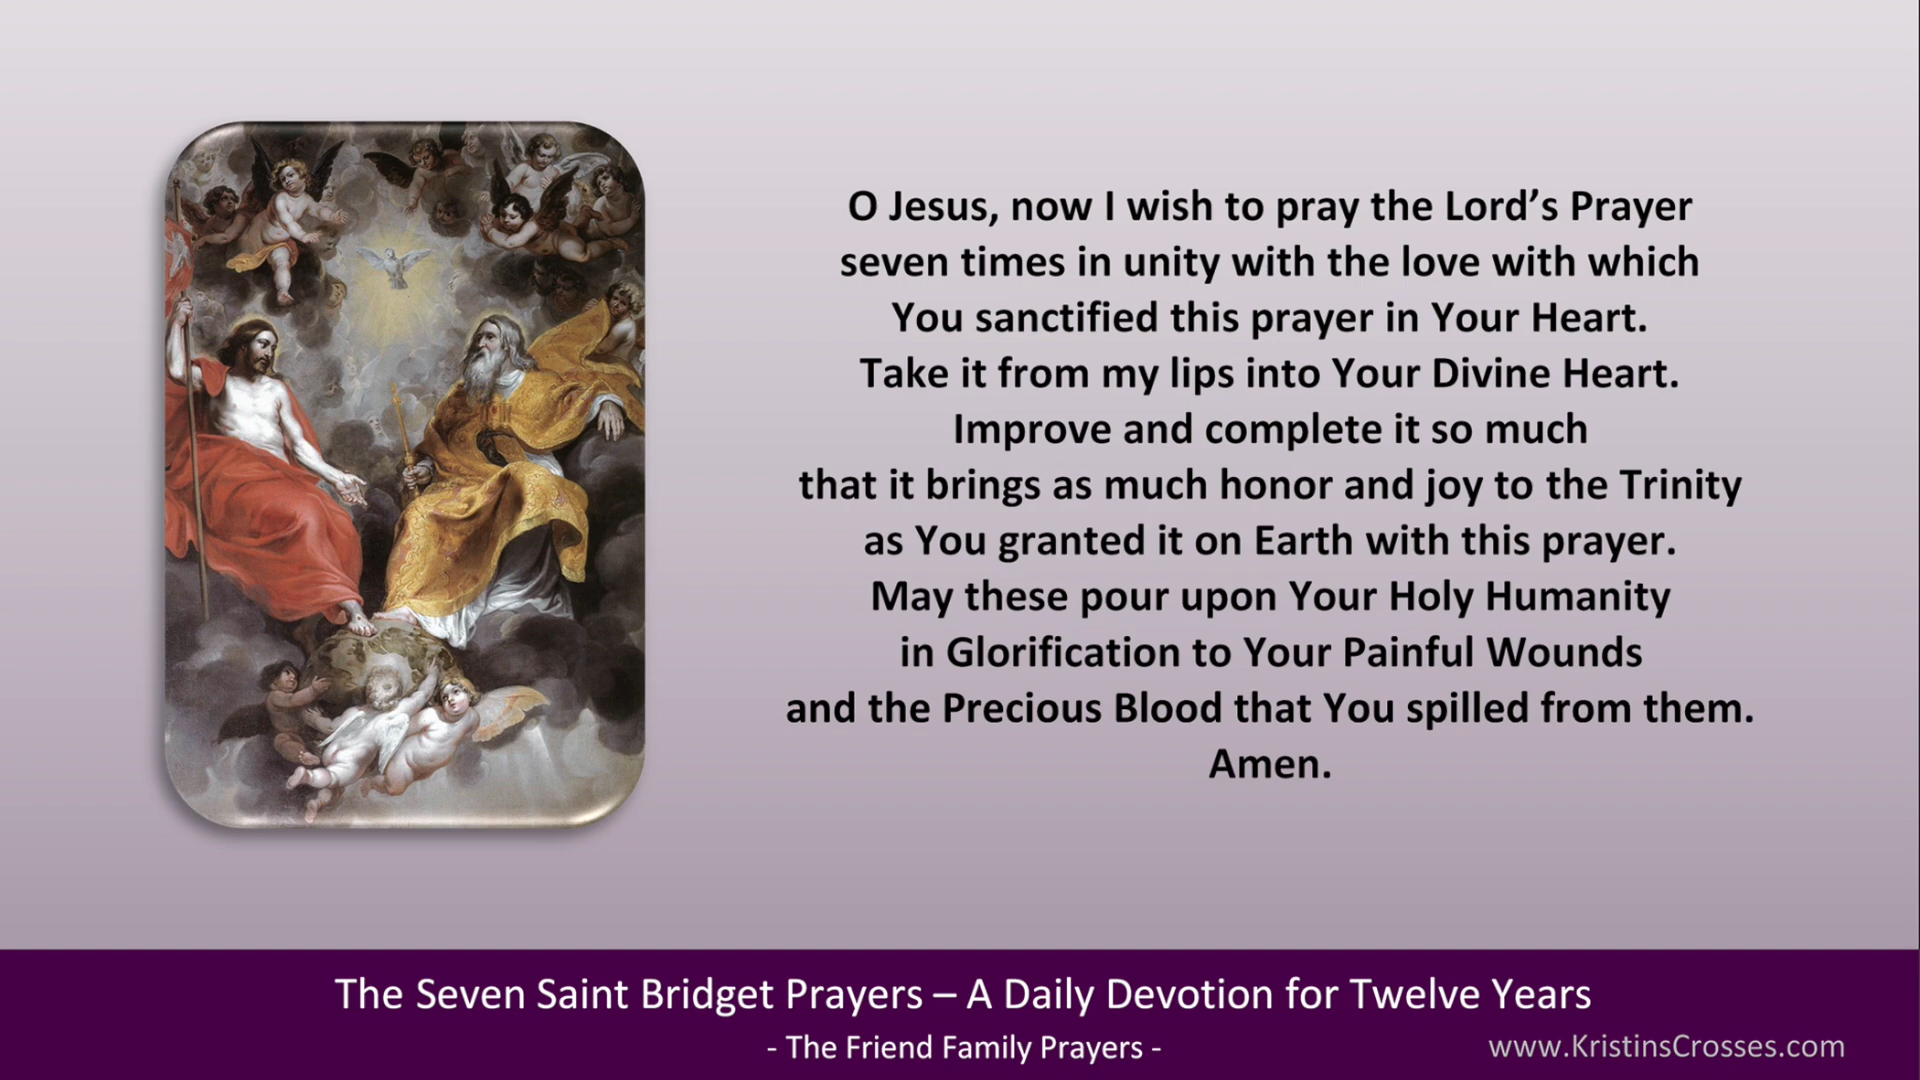 O Jesus, now I wish to pray the Lord’s Prayer
seven times in unity with the love with which
You sanctified this prayer in Your Heart.
Take it from my lips into Your Divine Heart.
Improve and complete it so much
that it brings as much honor and joy to the Trinity
as You granted it on Earth with this prayer.
May these pour upon Your Holy Humanity
in Glorification to Your Painful Wounds
and the Precious Blood that You spilled from them.
Amen.
The Seven Saint Bridget Prayers – A Daily Devotion for Twelve Years
- The Friend Family Prayers -
www.KristinsCrosses.com